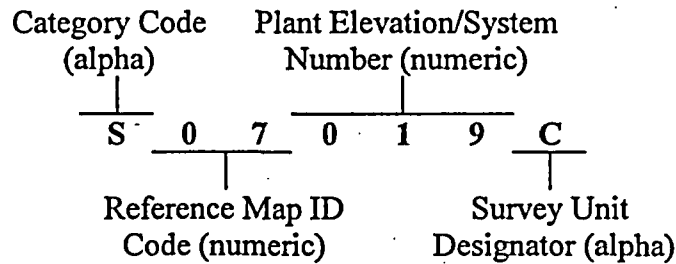 Category Code Plant Elevation/System
(alpha) Number (numeric)
S 0 7 0 1 9 C
Reference Map ID Survey Unit
Code (numeric) Designator (alpha)